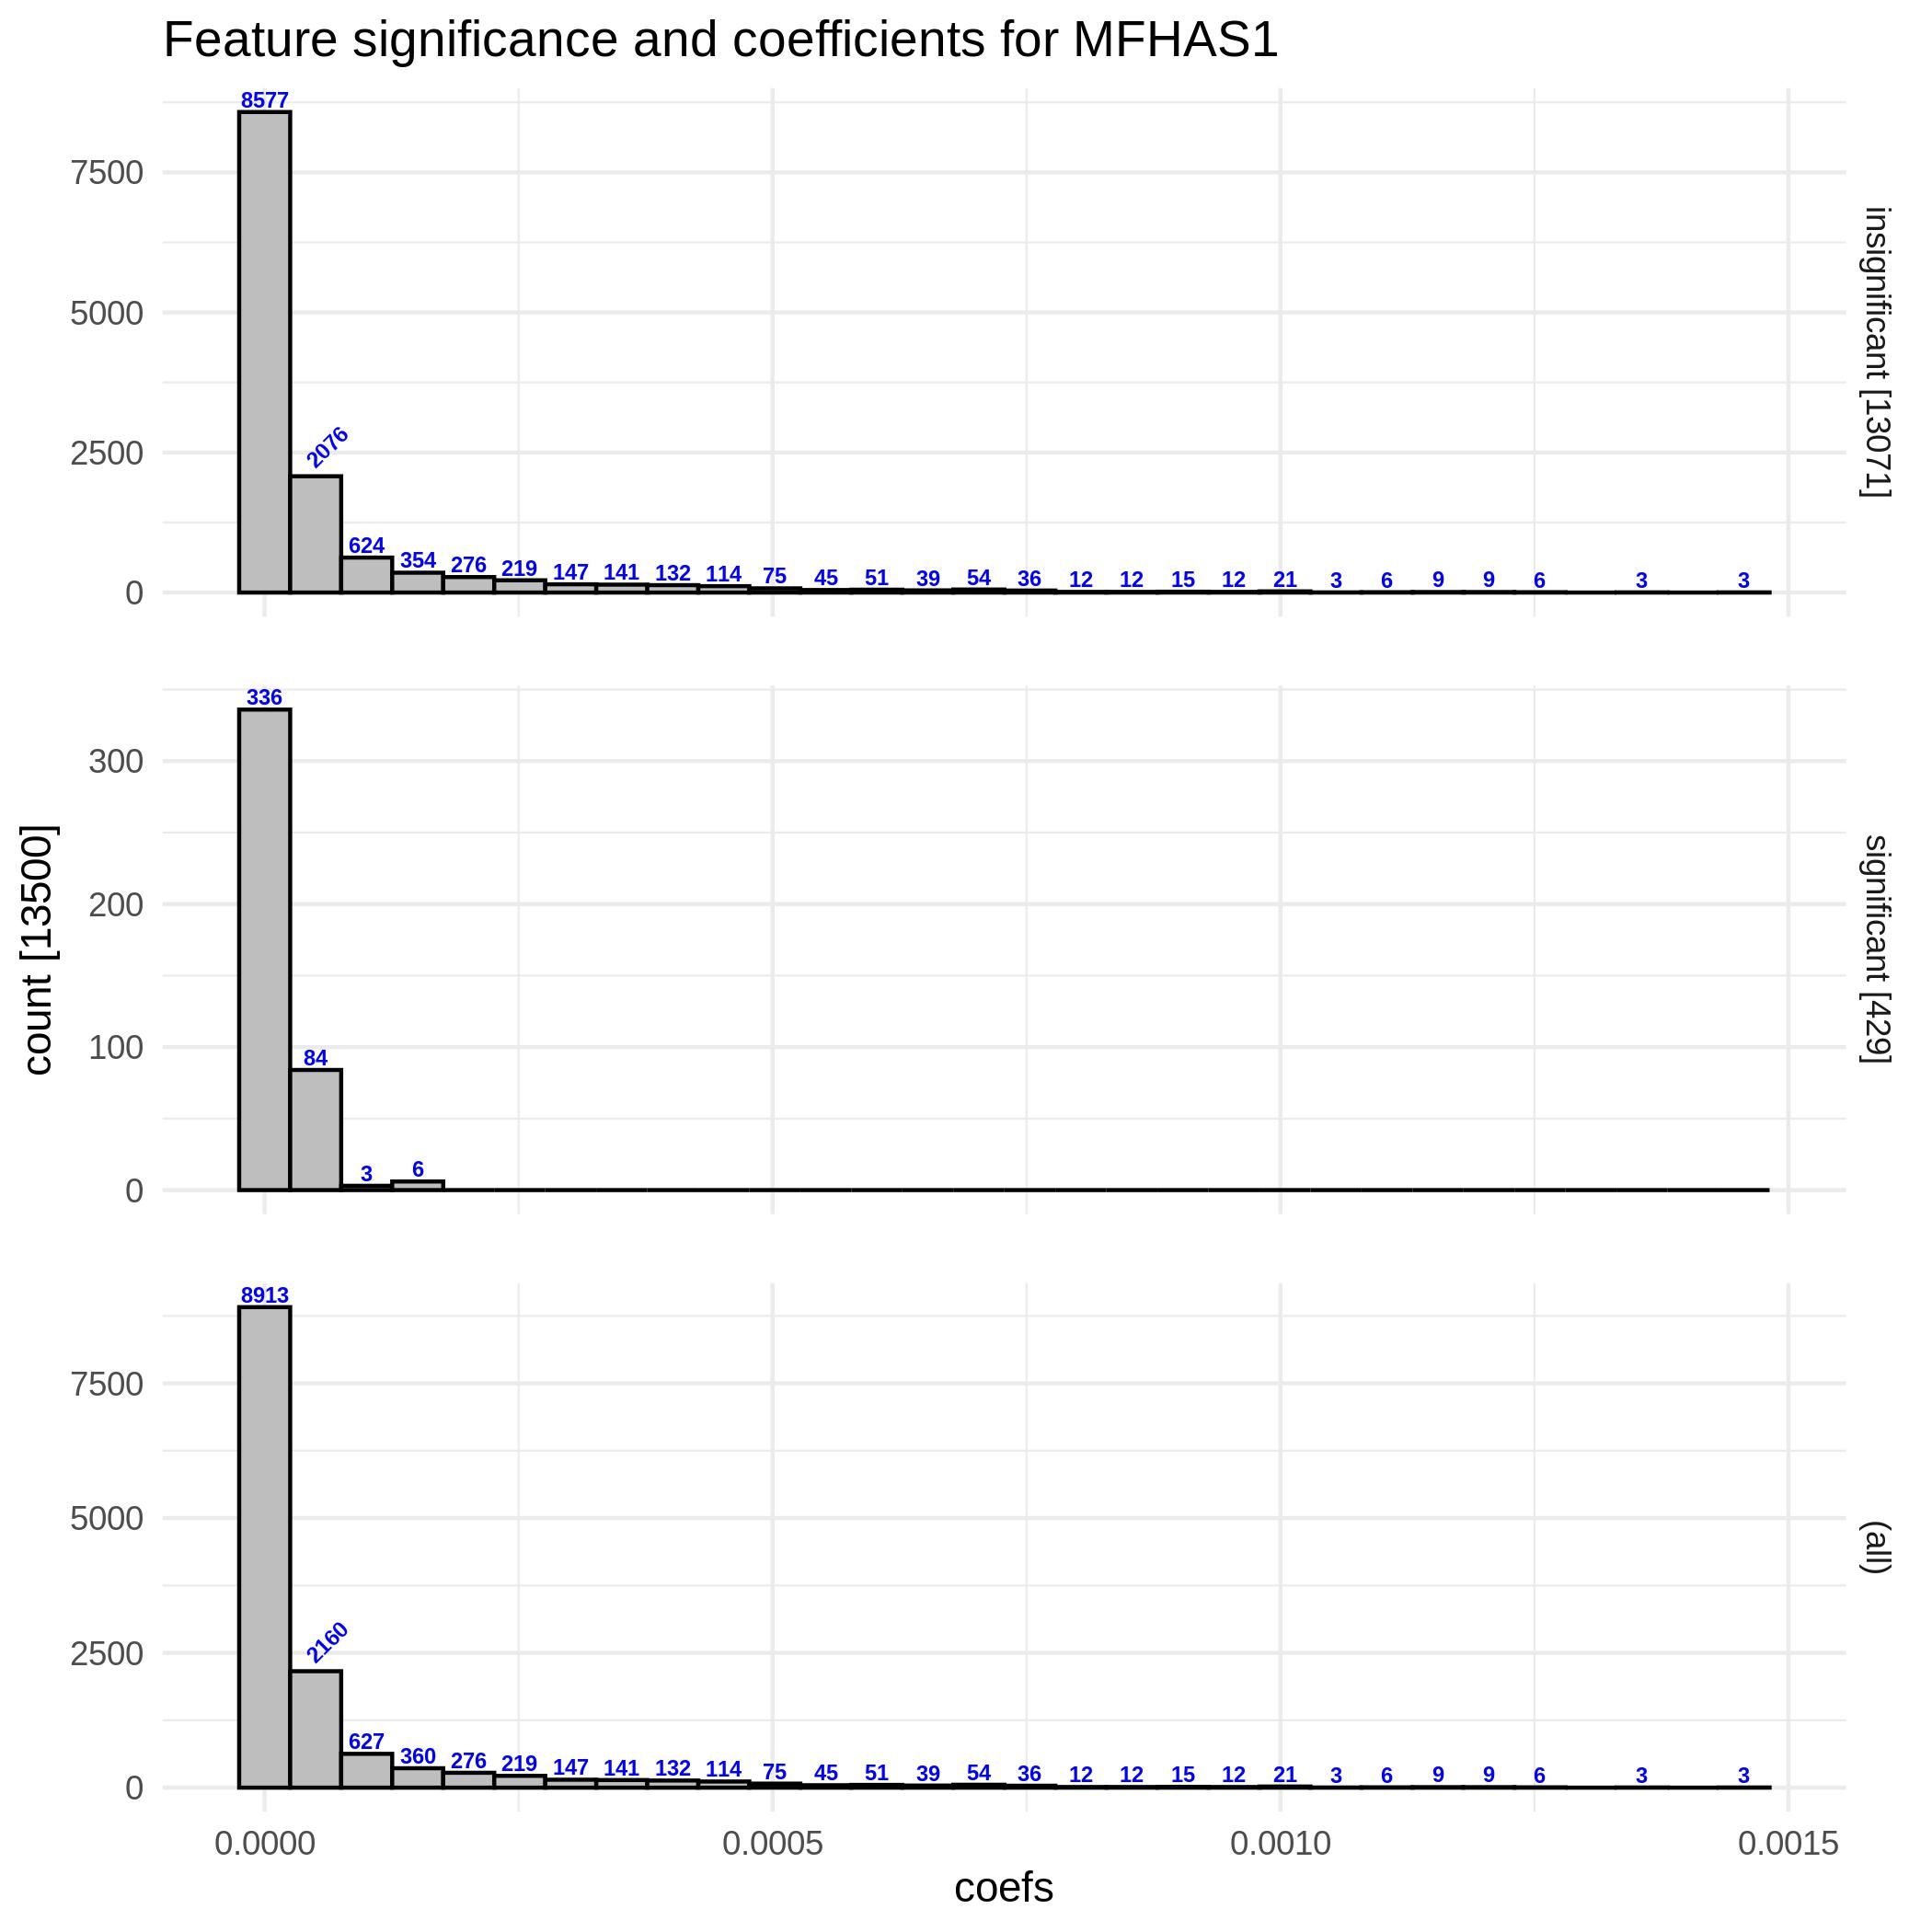 Feature significance and coefficients for MFHAS1
8577
7500
5000
2500
0
2076
624 354 276 219 147 141 132 114 75 45 51 39 54 36 12 12 15 12 21 3 6 9 9 6 3 3
insignificant [13071]
count [13500]
336
300
200
100
0
84
3 6
significant [429]
8913
7500
5000
2500
0
2160
627 360 276 219 147 141 132 114 75 45 51 39 54 36 12 12 15 12 21 3 6 9 9 6 3 3
(all)
0.0000 0.0005 0.0010 0.0015
coefs